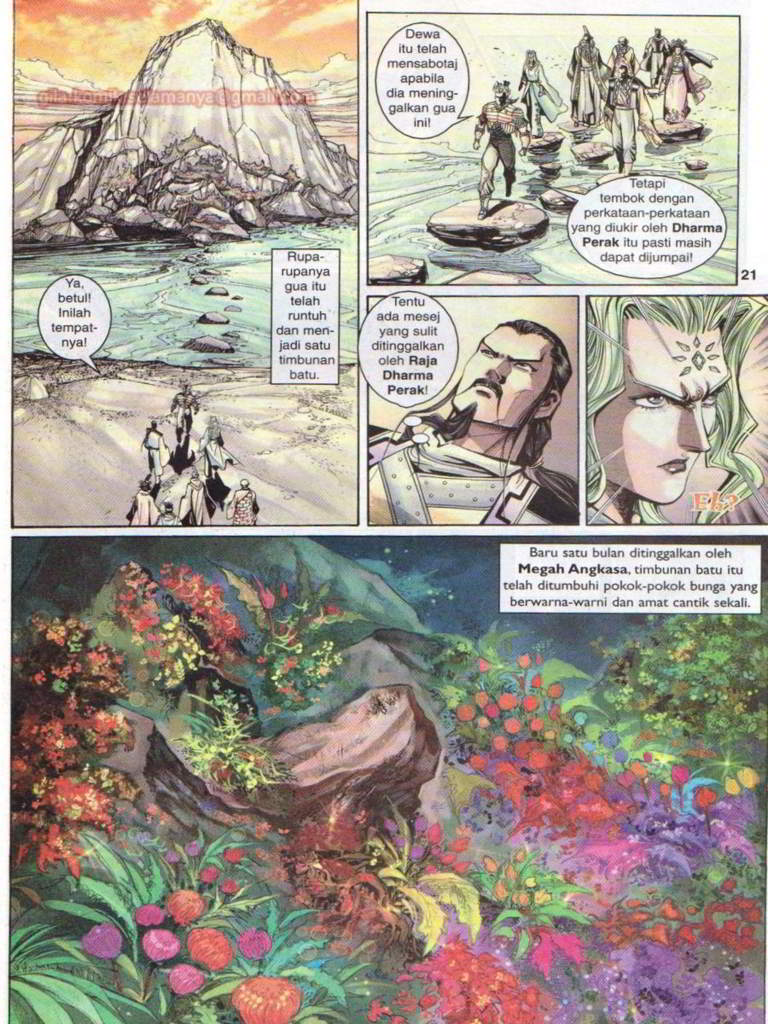 gilakomikselamanya@gmail.com
Ya,
betul!
Inilah
tempat-
nya!
Rupa-
rupanya
gua itu
telah
runtuh
dan men-
jadi satu
timbunan
batu.
Dewa
itu telah
mensabotaj
apabila
dia mening-
galkan gua
ini!
Tetapi
tembok dengan
perkataan-perkataan
yang diukir oleh Dharma
Perak itu pasti masih
dapat dijumpai!
21
Tentu
ada mesej
yang sulit
ditinggalkan
oleh Raja
Dharma
Perak!
Eh?
Baru satu bulan ditinggalkan oleh
Megah Angkasa, timbunan batu itu
telah ditumbuhi pokok-pokok bunga yang
berwarna-warni dan amat cantik sekali.